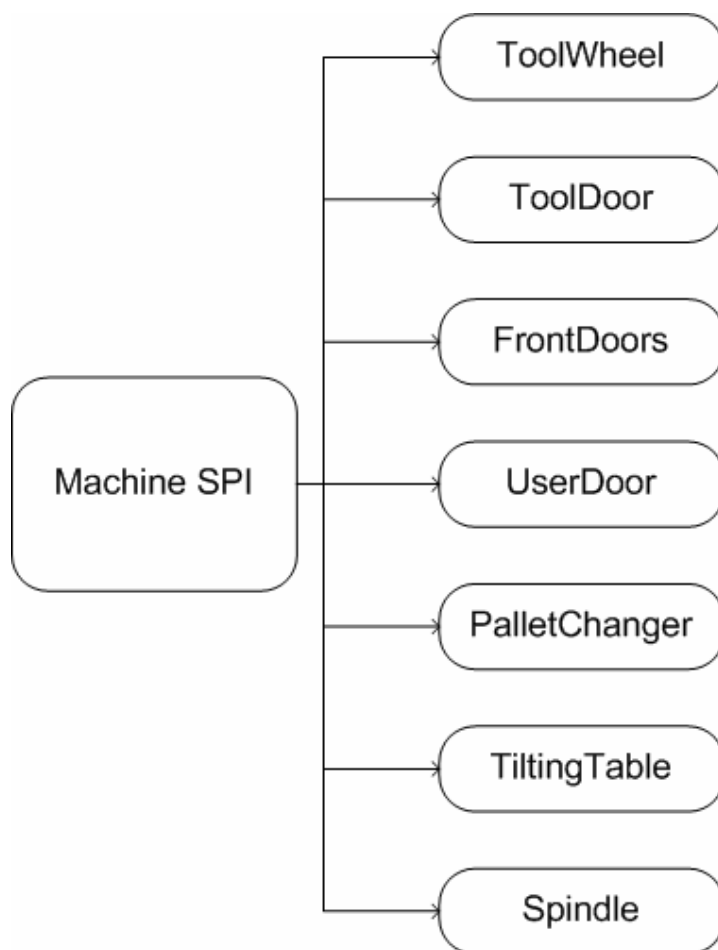 ToolWheel
ToolDoor
FrontDoors
Machine SPI
UserDoor
PalletChanger
TiltingTable
Spindle